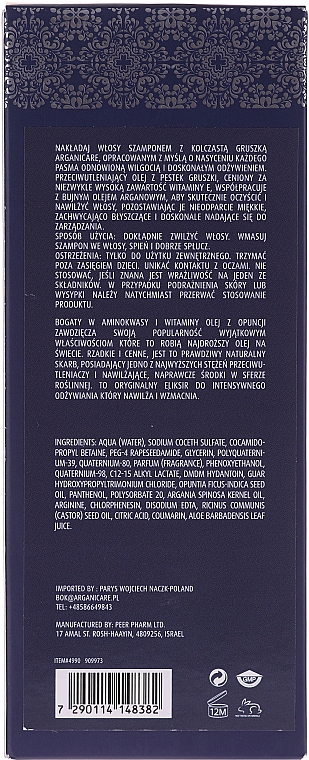 NAKŁADAJ WŁOSY SZAMPONEM Z KOLCZASTĄ GRUSZKĄ
ARGANICARE, OPRACOWANYM Z MYŚLĄ O NASYCENIU KAŻDEGO
PASMA ODNOWIONĄ WILGOCIĄ I DOSKONAŁYM ODŻYWIENIEM.
PRZECIWUTLENIAJĄCY OLEJ Z PESTEK GRUSZKI, CENIONY ZA
NIEZWYKLE WYSOKĄ ZAWARTOŚĆ WITAMINY E, WSPÓŁPRACUJE
Z BUJNYM OLEJEM ARGANOWYM, ABY SKUTECZNIE OCZYŚCIĆ I
NAWILŻYĆ WŁOSY, POZOSTAWIAJĄC JE NIEODPARCIE MIĘKKIE,
ZACHWYCAJĄCO BŁYSZCZĄCE I DOSKONALE NADAJĄCE SIĘ DO
ZARZĄDZANIA.
SPOSÓB UŻYCIA: DOKŁADNIE ZWILŻYĆ WŁOSY. WMASUJ
SZAMPON WE WŁOSY, SPIEŃ I DOBRZE SPŁUCZ.
OSTRZEŻENIA: TYLKO DO UŻYTKU ZEWNĘTRZNEGO. TRZYMAĆ
POZA ZASIĘGIEM DZIECI. UNIKAĆ KONTAKTU Z OCZAMI. NIE
STOSOWAĆ, JEŚLI ZNANA JEST WRAŻLIWOŚĆ NA JEDEN ZE
SKŁADNIKÓW. W PRZYPADKU PODRAŻNIENIA SKÓRY LUB
WYSYPKI NALEŻY NATYCHMIAST PRZERWAĆ STOSOWANIE
PRODUKTU.
BOGATY W AMINOKWASY I WITAMINY OLEJ Z OPUNCJI
ZAWDZIĘCZA SWOJĄ POPULARNOŚĆ WYJĄTKOWYM
WŁAŚCIWOŚCIOM KTÓRE TO ROBIĄ NAJDROŻSZY OLEJ NA
ŚWIECIE. RZADKIE I CENNE, JEST TO PRAWDZIWY NATURALNY
SKARB, POSIADAJĄCY JEDNO Z NAJWYŻSZYCH STĘŻEŃ PRZECIWU-
TLENIACZY I NAWILŻAJĄCE, NAPRAWCZE ŚRODKI W SFERZE
ROŚLINNEJ. TO ORYGINALNY ELIKSIR DO INTENSYWNEGO
ODŻYWIANIA KTÓRY NAWILŻA I WZMACNIA.
INGREDIENTS: AQUA (WATER), SODIUM COCETH SULFATE, COCAMIDO-
PROPYL BETAINE, PEG-4 RAPESEEDAMIDE, GLYCERIN, POLYQUATERNI-
UM-39, QUATERNIUM-80, PARFUM (FRAGRANCE), PHENOXYETHANOL,
QUATERNIUM-98, C12-15 ALKYL LACTATE, DMDM HYDANTOIN, GUAR
HYDROXYPROPYLTRIMONIUM CHLORIDE, OPUNTIA FICUS-INDICA SEED
OIL, PANTHENOL, POLYSORBATE 20, ARGANIA SPINOSA KERNEL OIL,
ARGININE, CHLORPHENESIN, DISODIUM EDTA, RICINUS COMMUNIS
(CASTOR) SEED OIL, CITRIC ACID, COUMARIN, ALOE BARBADENSIS LEAF
JUICE.
IMPORTED BY : PARYS WOJCIECH NACZK-POLAND
BOK@ARGANICARE.PL
TEL: +48586649843
MANUFACTURED BY: PEER PHARM LTD.
17 AMAL ST. ROSH-HAAYIN, 4809256, ISRAEL
ITEM#4990 909973
7 290114 148382
GMP
12M